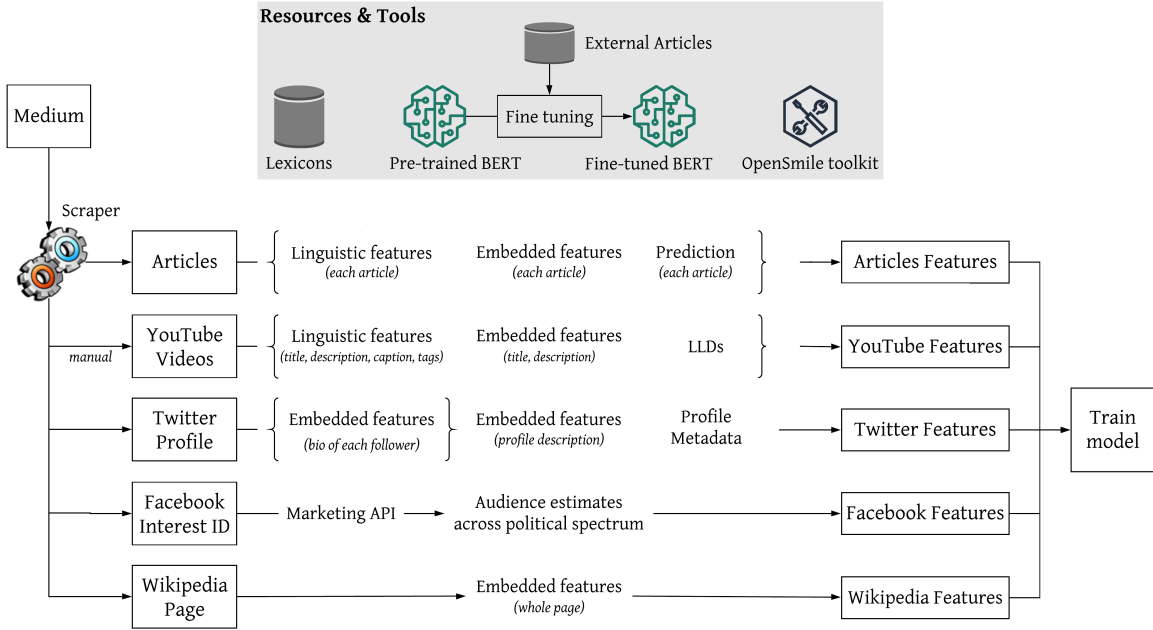 Resources & Tools
External Articles
Medium
Fine tuning
Lexicons
Pre-trained BERT
Fine-tuned BERT
OpenSmile toolkit
Scraper
Articles
Linguistic features
(each article)
Embedded features
(each article)
Prediction
(each article)
Articles Features
manual
YouTube
Videos
Linguistic features
(title, description, caption, tags)
Embedded features
(title, description)
LLDs
YouTube Features
Twitter
Profile
Embedded features
(bio of each follower)
Embedded features
(profile description)
Profile
Metadata
Twitter Features
Train
model
Facebook
Interest ID
Marketing API
Audience estimates
across political spectrum
Facebook Features
Wikipedia
Page
Embedded features
(whole page)
Wikipedia Features